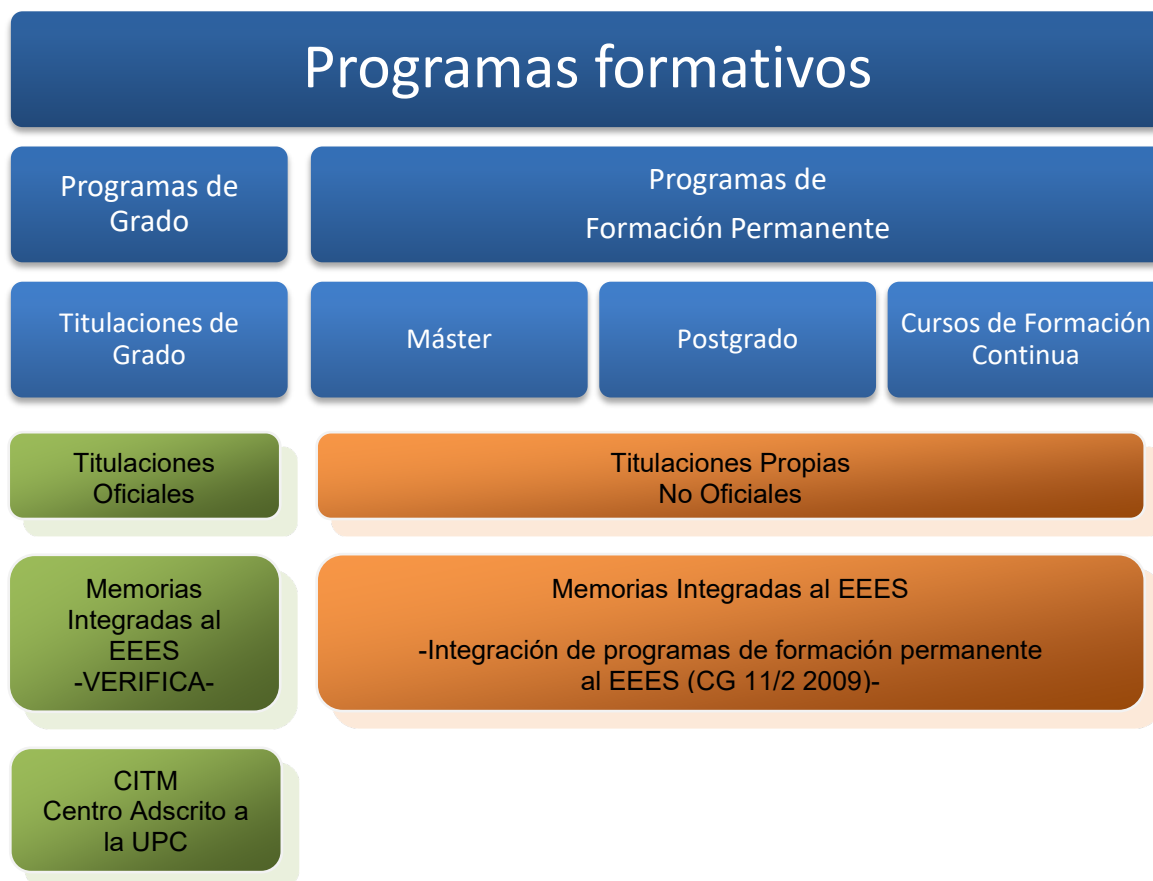 Programas formativos
Programas de
Grado
Programas de
Formación Permanente
Titulaciones de
Grado
Máster
Postgrado
Cursos de Formación
Continua
Titulaciones
Oficiales
Titulaciones Propias
No Oficiales
Memorias
Integradas al
EEES
-VERIFICA-
Memorias Integradas al EEES
-Integración de programas de formación permanente
al EEES (CG 11/2 2009)-
CITM
Centro Adscrito a
la UPC